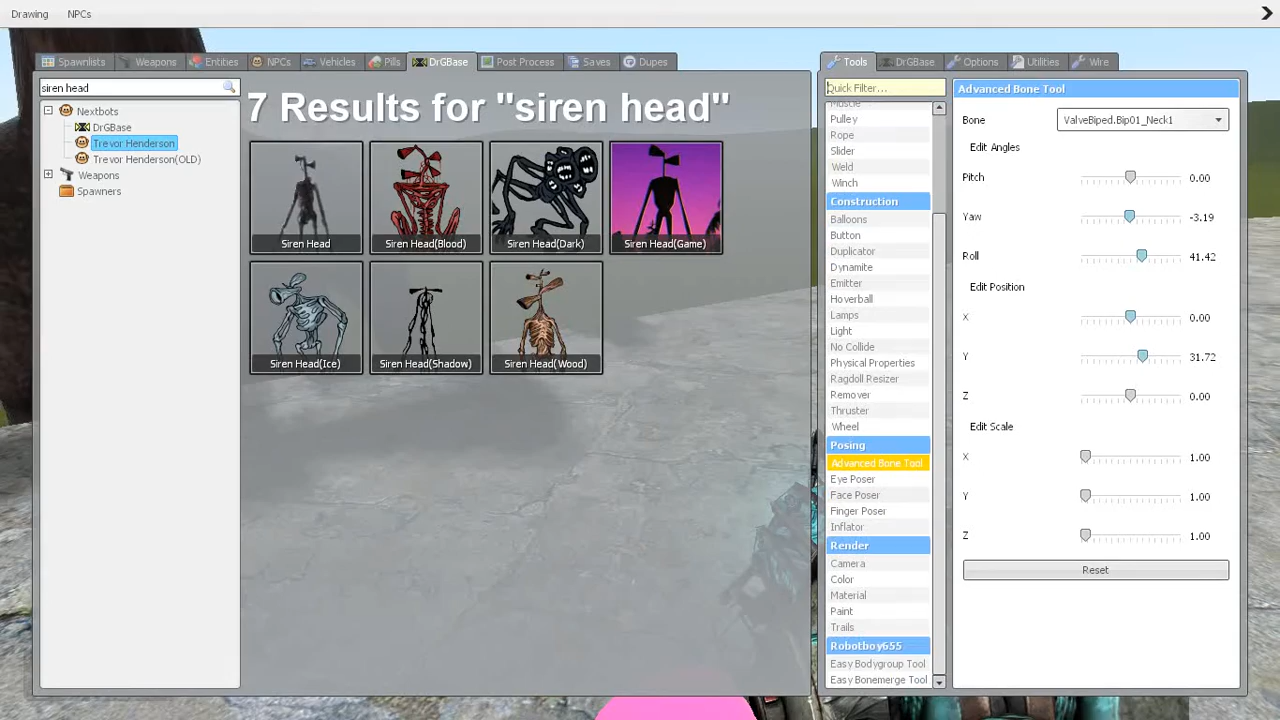 Drawing NPCs
Spawnlists Weapons Entities NPCs Vehicles Pills DrGBase Post Process Saves Dupes
siren head
Nextbots
DrGBase
Trevor Henderson
Trevor Henderson(OLD)
Weapons
Spawners
7 Results for "siren head"
Siren Head Siren Head(Blood) Siren Head(Dark) Siren Head(Game)
Siren Head(Ice) Siren Head(Shadow) Siren Head(Wood)
Tools DrGBase Options Utilities Wire
Quick Filter...
Muscle
Pulley
Rope
Slider
Weld
Winch
Construction
Balloons
Button
Duplicator
Dynamite
Emitter
Hoverball
Lamps
Light
No Collide
Physical Properties
Ragdoll Resizer
Remover
Thruster
Wheel
Posing
Advanced Bone Tool
Eye Poser
Face Poser
Finger Poser
Inflator
Render
Camera
Color
Material
Paint
Trails
Robotboy655
Easy Bodygroup Tool
Easy Bonemerge Tool
Advanced Bone Tool
Bone ValveBiped.Bip01_Neck1
Edit Angles
Pitch 0.00
Yaw -3.19
Roll 41.42
Edit Position
X 0.00
Y 31.72
Z 0.00
Edit Scale
X 1.00
Y 1.00
Z 1.00
Reset